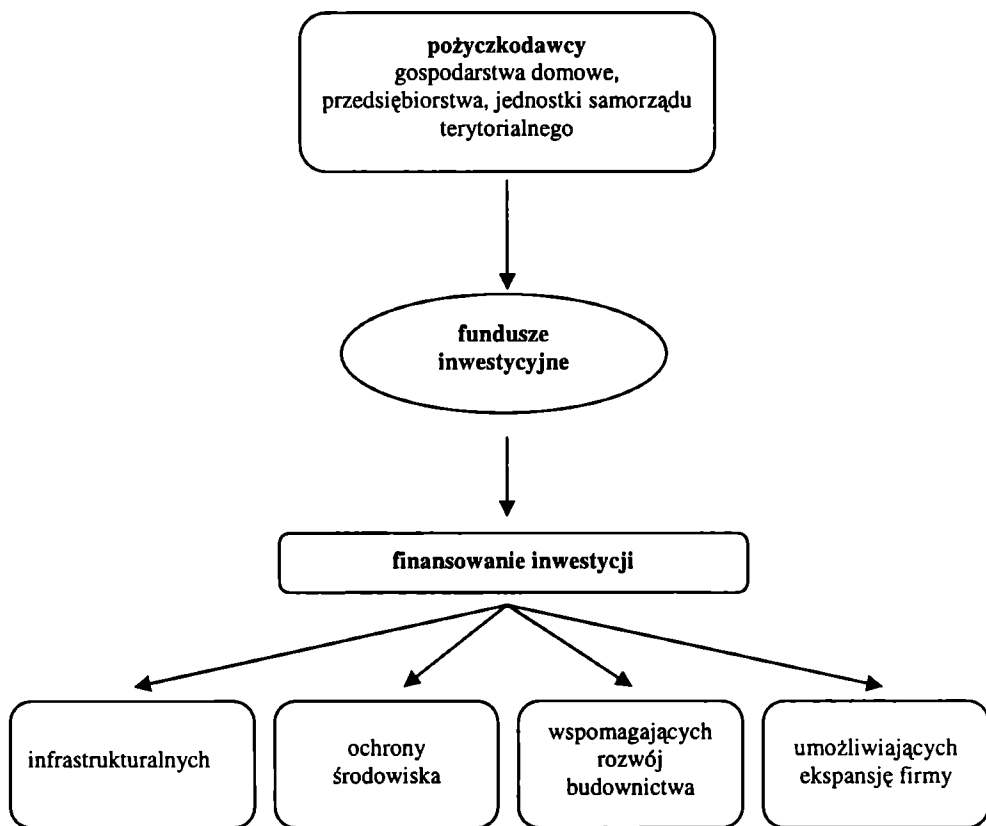 pożyczkodawcy
gospodarstwa domowe,
przedsiębiorstwa, jednostki samorządu
terytorialnego
fundusze
inwestycyjne
finansowanie inwestycji
infrastrukturalnych
ochrony
środowiska
wspomagających
rozwój
budownictwa
umożliwiających
ekspansję firmy